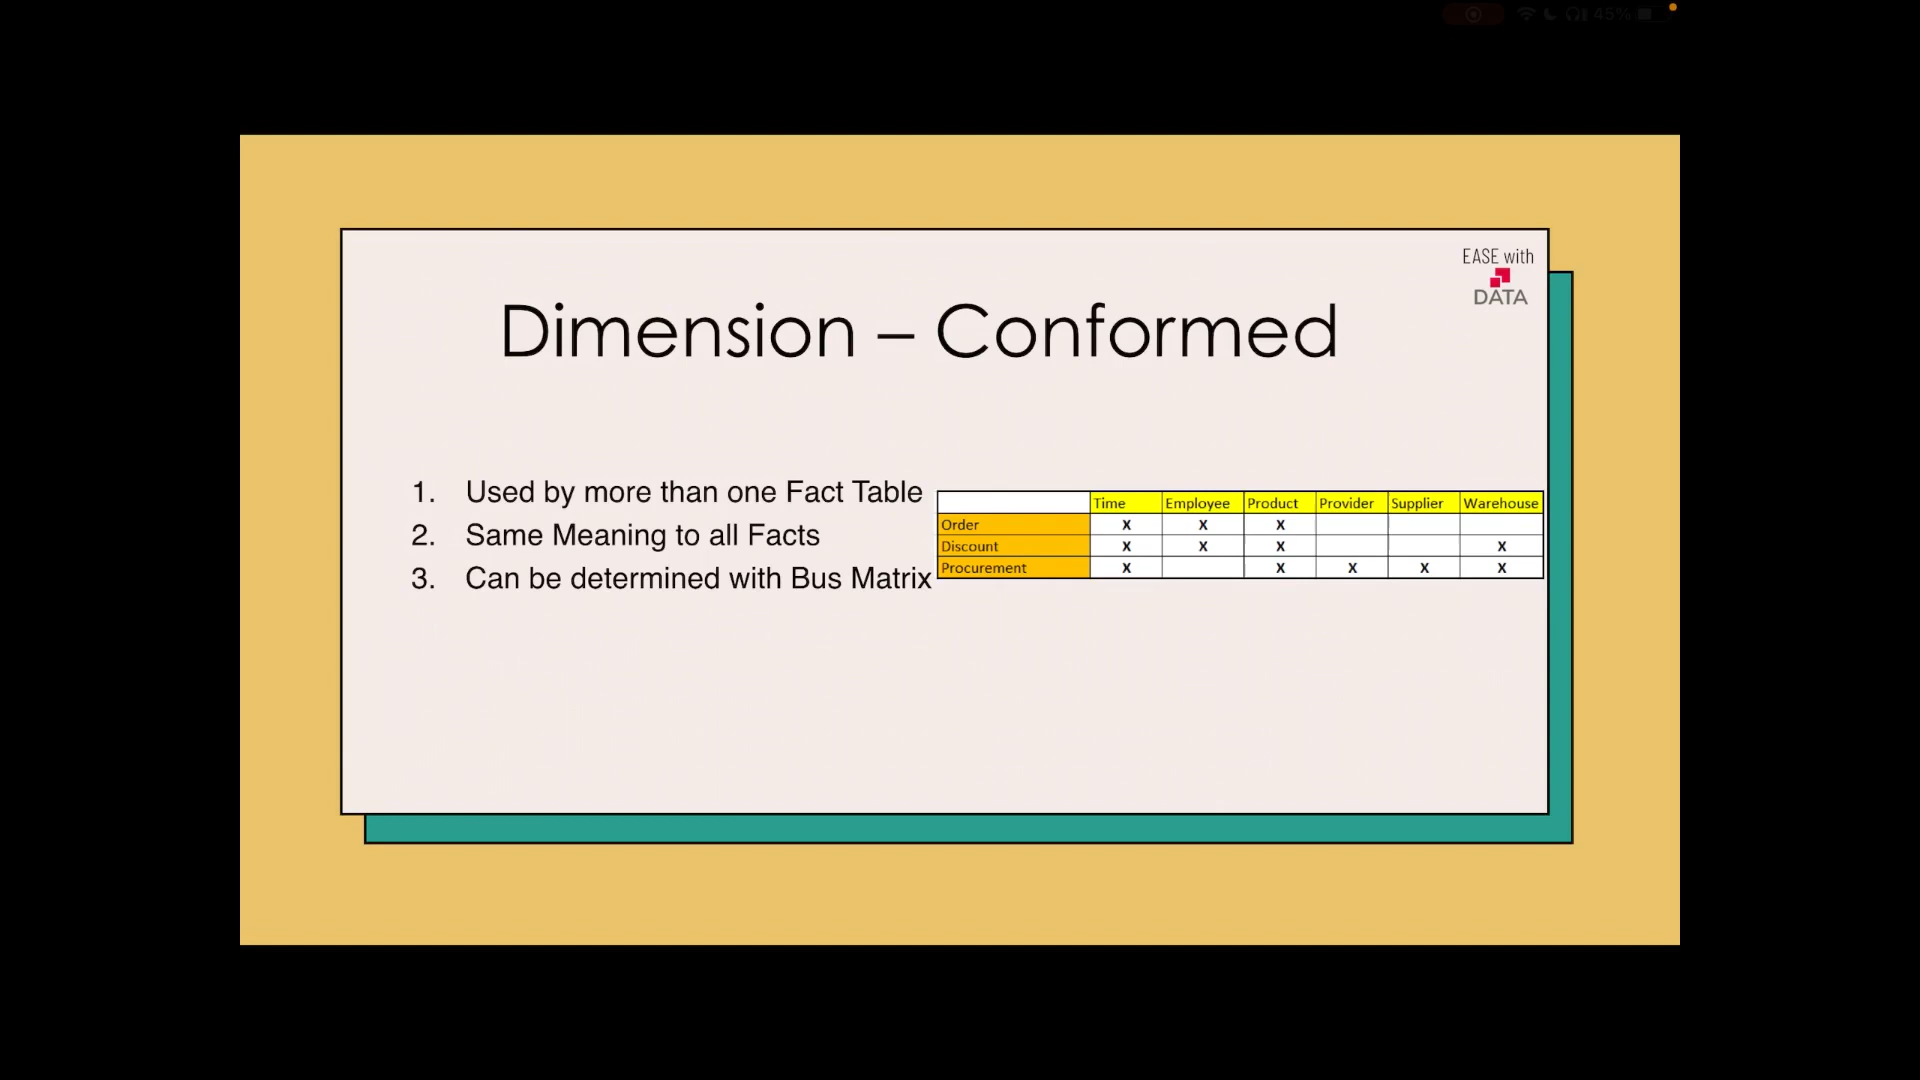 45%
EASE with
DATA
Dimension – Conformed
1. Used by more than one Fact Table
2. Same Meaning to all Facts
3. Can be determined with Bus Matrix
Time Employee Product Provider Supplier Warehouse
Order X X X
Discount X X X X
Procurement X X X X X